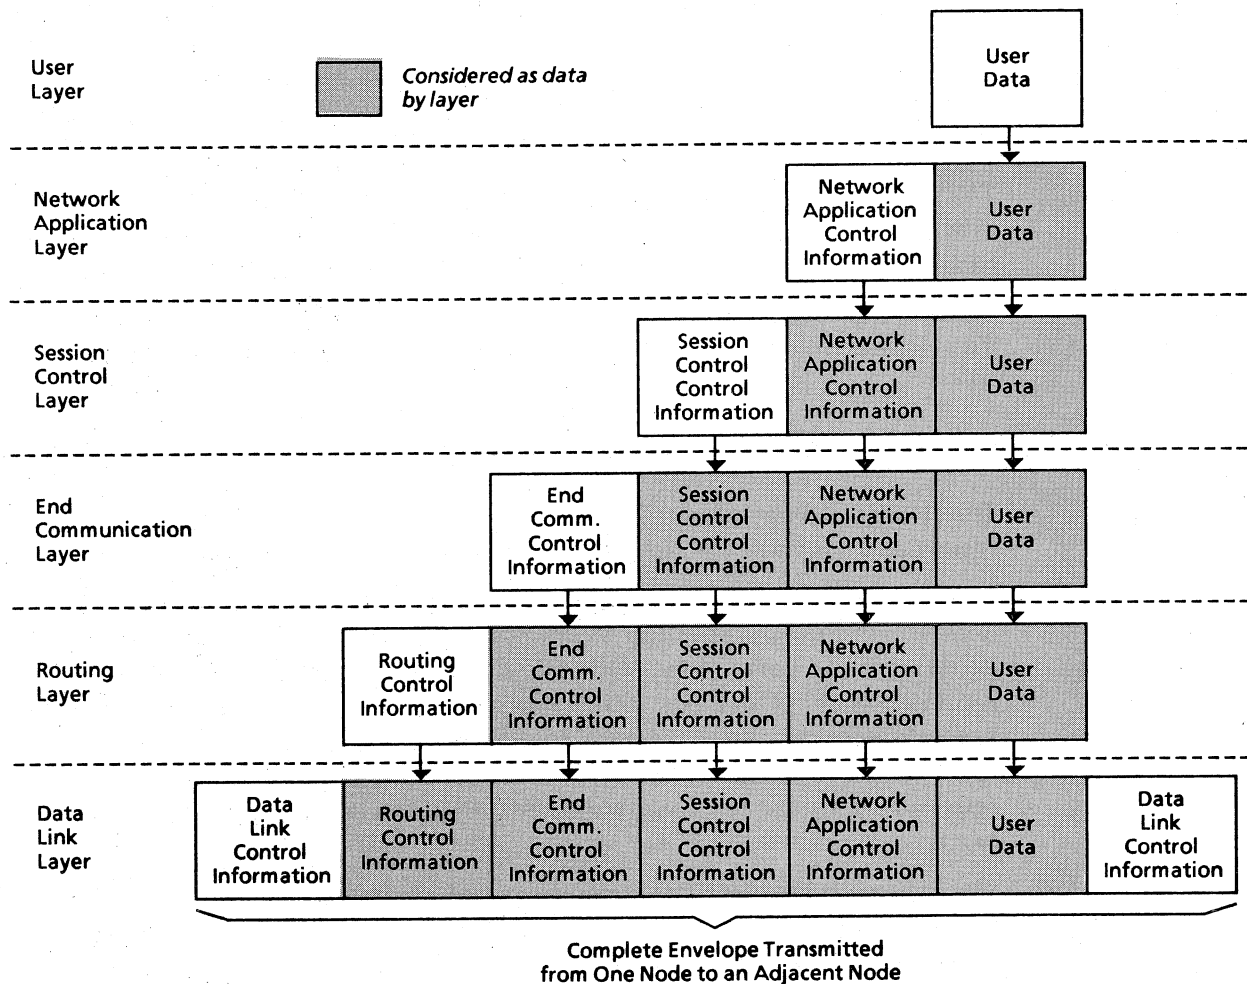 User
Layer
Considered as data
by layer
User
Data
Network
Application
Layer
Network
Application
Control
Information
User
Data
Session
Control
Layer
Session
Control
Control
Information
Network
Application
Control
Information
User
Data
End
Communication
Layer
End
Comm.
Control
Information
Session
Control
Control
Information
Network
Application
Control
Information
User
Data
Routing
Layer
Routing
Control
Information
End
Comm.
Control
Information
Session
Control
Control
Information
Network
Application
Control
Information
User
Data
Data
Link
Layer
Data
Link
Control
Information
Routing
Control
Information
End
Comm.
Control
Information
Session
Control
Control
Information
Network
Application
Control
Information
User
Data
Data
Link
Control
Information
Complete Envelope Transmitted
from One Node to an Adjacent Node